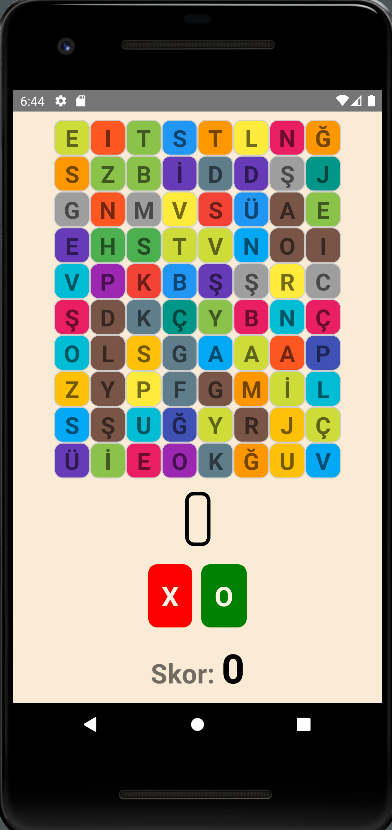 6:44
E I T S T L N Ğ
S Z B İ D D Ş J
G N M V S Ü A E
E H S T V N O I
V P K B Ş Ş R C
Ş D K Ç Y B N Ç
O L S G A A A P
Z Y P F G M İ L
S Ş U Ğ Y R J Ç
Ü İ E O K Ğ U V
X O
Skor: 0